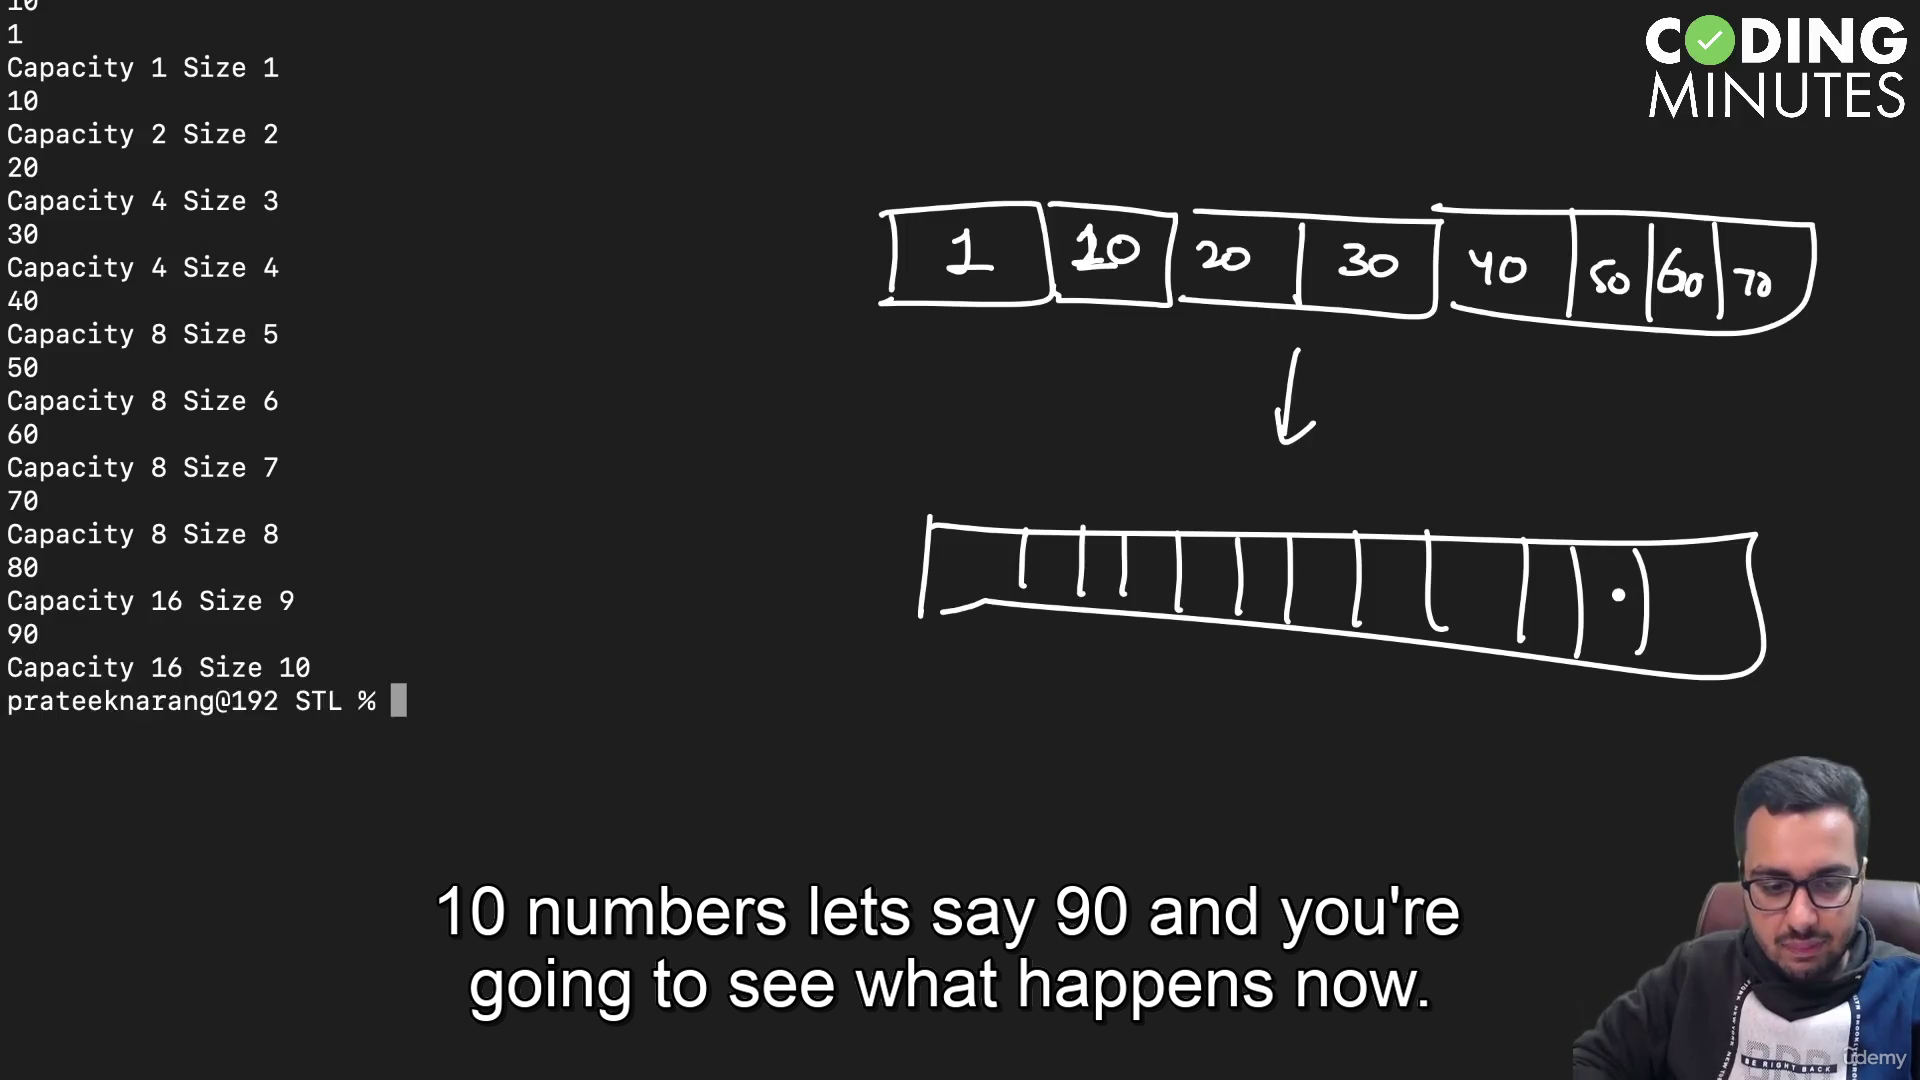 10
1
Capacity 1 Size 1
10
Capacity 2 Size 2
20
Capacity 4 Size 3
30
Capacity 4 Size 4
40
Capacity 8 Size 5
50
Capacity 8 Size 6
60
Capacity 8 Size 7
70
Capacity 8 Size 8
80
Capacity 16 Size 9
90
Capacity 16 Size 10
prateeknarang@192 STL %
CODING
MINUTES
1 10 20 30 40 50 60 70
10 numbers lets say 90 and you're
going to see what happens now.
BE RIGHT BACK
ûdemy